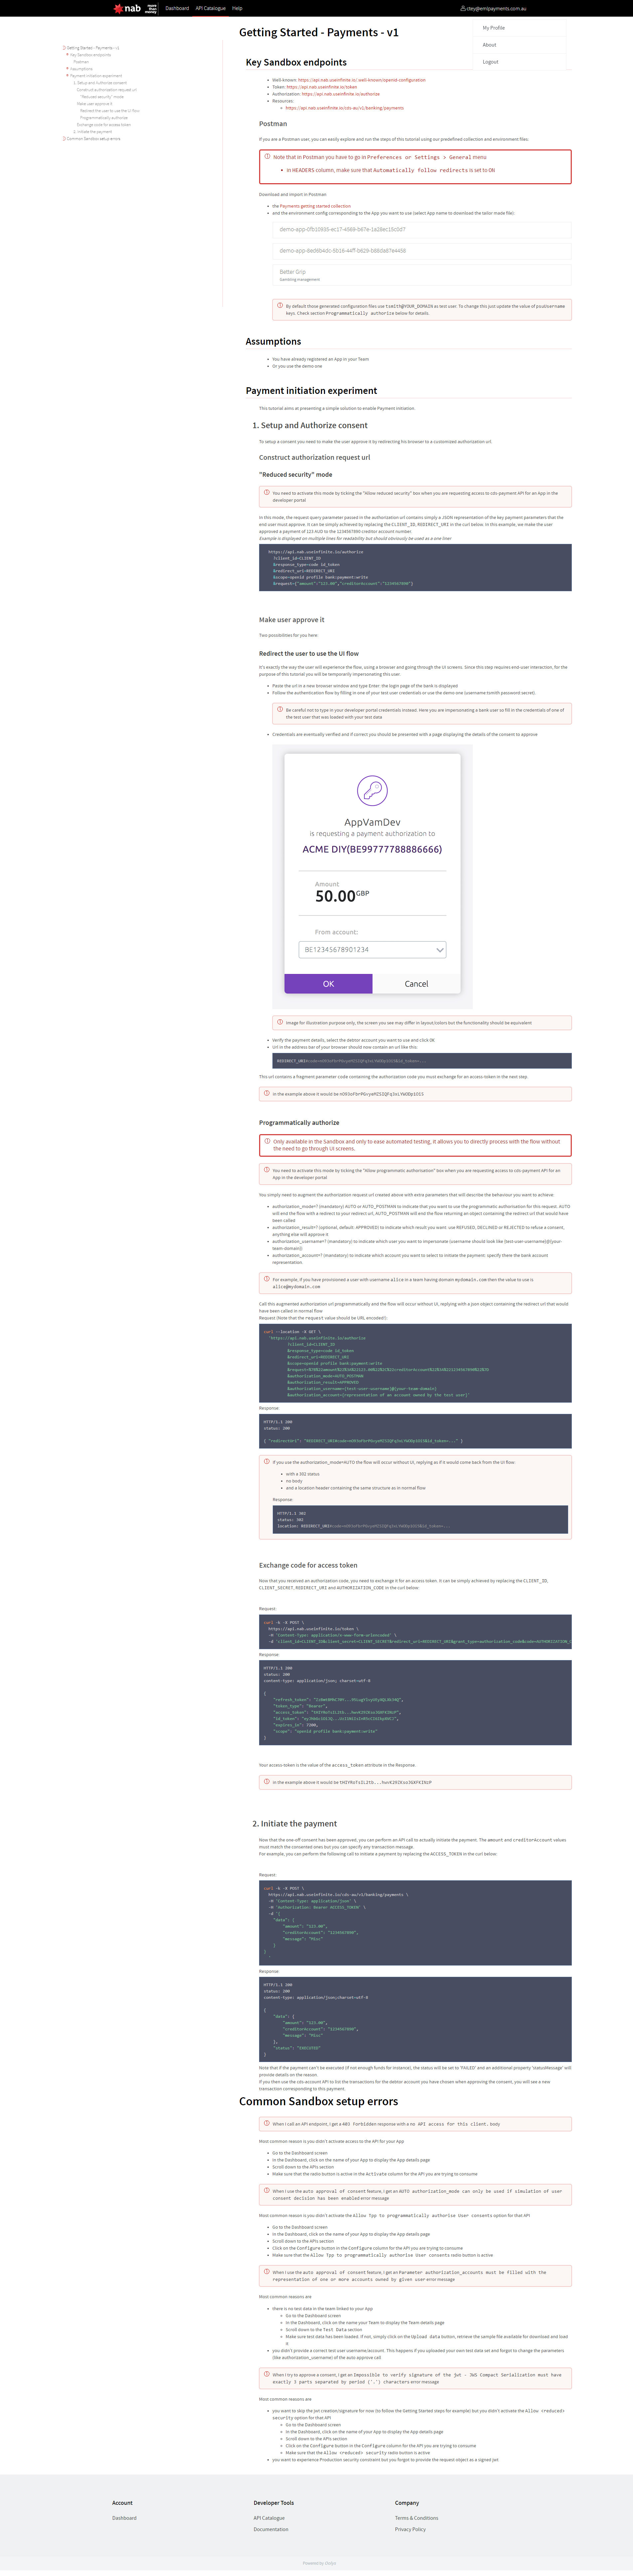 nab
more than money
Dashboard
API Catalogue
Help
ctey@emlpayments.com.au
My Profile
About
Logout
Getting Started - Payments - v1
Key Sandbox endpoints
Postman
Assumptions
Payment initiation experiment
1. Setup and Authorize consent
Construct authorization request url
"Reduced security" mode
Make user approve it
Redirect the user to use the UI flow
Programmatically authorize
Exchange code for access token
2. Initiate the payment
Common Sandbox setup errors
Getting Started - Payments - v1
Key Sandbox endpoints
Well-known: https://api.nab.useinfinite.io/.well-known/openid-configuration
Token: https://api.nab.useinfinite.io/token
Authorization: https://api.nab.useinfinite.io/authorize
Resources:
https://api.nab.useinfinite.io/cds-au/v1/banking/payments
Postman
If you are a Postman user, you can easily explore and run the steps of this tutorial using our predefined collection and environment files:
Note that in Postman you have to go in Preferences or Settings > General menu
in HEADERS column, make sure that Automatically follow redirects is set to ON
Download and import in Postman
the Payments getting started collection
and the environment config corresponding to the App you want to use (select App name to download the tailor made file):
Better Grip
Gambling management
By default those generated configuration files use tsmith@YOUR_DOMAIN as test user. To change this just update the value of psuUsername
keys. Check section Programmatically authorize below for details.
Assumptions
You have already registered an App in your Team
Or you use the demo one
Payment initiation experiment
This tutorial aims at presenting a simple solution to enable Payment initiation.
1. Setup and Authorize consent
To setup a consent you need to make the user approve it by redirecting his browser to a customized authorization url.
Construct authorization request url
"Reduced security" mode
You need to activate this mode by ticking the "Allow reduced security" box when you are requesting access to cds-payment API for an App in the
developer portal
In this mode, the request query parameter passed in the authorization url contains simply a JSON representation of the key payment parameters that the
end user must approve. It can be simply achieved by replacing the CLIENT_ID, REDIRECT_URI in the curl below. In this example, we make the user
approved a payment of 123 AUD to the 1234567890 creditor account number.
Example is displayed on multiple lines for readability but should obviously be used as a one liner
https://api.nab.useinfinite.io/authorize
?client_id=CLIENT_ID
&response_type=code id_token
&redirect_uri=REDIRECT_URI
&scope=openid profile bank:payment:write
&request={"amount":"123.00","creditorAccount":"1234567890"}
Make user approve it
Two possibilities for you here:
Redirect the user to use the UI flow
It's exactly the way the user will experience the flow, using a browser and going through the UI screens. Since this step requires end-user interaction, for the
purpose of this tutorial you will be temporarily impersonating this user.
Paste the url in a new browser window and type Enter: the login page of the bank is displayed
Follow the authentication flow by filling in one of your test user credentials or use the demo one (username:tsmith password:secret)
Be careful not to type in your developer portal credentials instead. Here you are impersonating a bank user so fill in the credentials of one of
the test user that was loaded with your test data
Credentials are eventually verified and if correct you should be presented with a page displaying the details of the consent to approve
AppVamDev
is requesting a payment authorization to
ACME DIY(BE99777788886666)
Amount
50.00GBP
From account:
BE12345678901234
OK
Cancel
Image for illustration purpose only, the screen you see may differ in layout/colors but the functionality should be equivalent
Verify the payment details, select the debtor account you want to use and click OK
Url in the address bar of your browser should now contain an url like this:
This url contains a fragment parameter code containing the authorization code you must exchange for an access-token in the next step.
Programmatically authorize
Only available in the Sandbox and only to ease automated testing, it allows you to directly process with the flow without
the need to go through UI screens.
You need to activate this mode by ticking the "Allow programmatic authorisation" box when you are requesting access to cds-payment API for an
App in the developer portal
You simply need to augment the authorization request url created above with extra parameters that will describe the behaviour you want to achieve:
authorization_mode=? (mandatory) AUTO or AUTO_POSTMAN to indicate that you want to use the programmatic authorisation for this request. AUTO
will end the flow with a redirect to your redirect url, AUTO_POSTMAN will end the flow returning an object containing the redirect url that would have
been called
authorization_result=? (optional, default: APPROVED) to indicate which result you want. use REFUSED, DECLINED or REJECTED to refuse a consent,
anything else will approve it
authorization_username=? (mandatory) to indicate which user you want to impersonate (username should look like [test-user-username]@[your-
team-domain])
authorization_account=? (mandatory) to indicate which account you want to select to initiate the payment. specify there the bank account
representation.
For example, if you have provisioned a user with username alice in a team having domain mydomain.com then the value to use is
alice@mydomain.com
Call this augmented authorization url programmatically and the flow will occur without UI, replying with a json object containing the redirect url that would
have been called in normal flow
Request (Note that the request value should be URL encoded!):
curl --location -X GET \
'https://api.nab.useinfinite.io/authorize
?client_id=CLIENT_ID
&response_type=code id_token
&redirect_uri=REDIRECT_URI
&scope=openid profile bank:payment:write
&authorization_mode=AUTO_POSTMAN
&authorization_result=APPROVED
&authorization_username=[test-user-username]@[your-team-domain]
&authorization_account=[representation of an account owned by the test user]'
Response:
HTTP/1.1 200
status: 200
If you use the authorization_mode=AUTO the flow will occur without UI, replying as if it would come back from the UI flow:
with a 302 status
no body
and a location header containing the same structure as in normal flow
Response:
HTTP/1.1 302
status: 302
Exchange code for access token
Now that you received an authorization code, you need to exchange it for an access token. It can be simply achieved by replacing the CLIENT_ID,
CLIENT_SECRET, REDIRECT_URI and AUTHORIZATION_CODE in the curl below:
Request:
curl -k -X POST \
https://api.nab.useinfinite.io/token \
-H 'Content-Type: application/x-www-form-urlencoded' \
Response:
HTTP/1.1 200
status: 200
content-type: application/json; charset=utf-8
{
"token_type": "Bearer",
"expires_in": 7200,
"scope": "openid profile bank:payment:write"
}
Your access-token is the value of the access_token attribute in the Response.
2. Initiate the payment
Now that the one-off consent has been approved, you can perform an API call to actually initiate the payment. The amount and creditorAccount values
must match the consented ones but you can specify any transaction message.
For example, you can perform the following call to initiate a payment by replacing the ACCESS_TOKEN in the curl below:
Request:
curl -k -X POST \
https://api.nab.useinfinite.io/cds-au/v1/banking/payments \
-H 'Content-Type: application/json' \
-H 'Authorization: Bearer ACCESS_TOKEN' \
-d '{
"data": {
"amount": "123.00",
"creditorAccount": "1234567890",
"message": "Misc"
}
}
'
Response:
HTTP/1.1 200
status: 200
content-type: application/json;charset=utf-8
{
"data": {
"amount": "123.00",
"creditorAccount": "1234567890",
"message": "Misc"
},
"status": "EXECUTED"
}
Note that if the payment can't be executed (if not enough funds for instance), the status will be set to 'FAILED' and an additional property 'statusMessage' will
provide details on the reason.
If you then use the cds-account API to list the transactions for the debtor account you have chosen when approving the consent, you will see a new
transaction corresponding to this payment.
Common Sandbox setup errors
When I call an API endpoint, I get a 403 Forbidden response with a no API access for this client. body
Most common reason is you didn't activate access to the API for your App
Go to the Dashboard screen
In the Dashboard, click on the name of your App to display the App details page
Scroll down to the APIs section
Make sure that the radio button is active in the Activate column for the API you are trying to consume
When I use the auto approval of consent feature, I get an AUTO authorization_mode can only be used if simulation of user
consent decision has been enabled error message
Most common reason is you didn't activate the Allow Tpp to programmatically authorise User consents option for that API
Go to the Dashboard screen
In the Dashboard, click on the name of your App to display the App details page
Scroll down to the APIs section
Click on the Configure button in the Configure column for the API you are trying to consume
Make sure that the Allow Tpp to programmatically authorise User consents radio button is active
When I use the auto approval of consent feature, I get an Parameter authorization_accounts must be filled with the
representation of one or more accounts owned by given user error message
Most common reasons are
there is no test data in the team linked to your App
Go to the Dashboard screen
In the Dashboard, click on the name your Team to display the Team details page
Scroll down to the Test Data section
Make sure test data has been loaded. If not, simply click on the Upload data button, retrieve the sample file available for download and load
it
you didn't provide a correct test user username/account. This happens if you uploaded your own test data set and forgot to change the parameters
(like authorization_username) of the auto-approve call
When I try to approve a consent, I get an Impossible to verify signature of the jwt - JWS Compact Serialization must have
exactly 3 parts separated by period ('.') characters error message
Most common reasons are
you want to skip the jwt creation/signature for now (to follow the Getting Started steps for example) but you didn't activate the Allow (reduced)
security option for that API
Go to the Dashboard screen
In the Dashboard, click on the name of your App to display the App details page
Scroll down to the APIs section
Click on the Configure button in the Configure column for the API you are trying to consume
Make sure that the Allow (reduced) security radio button is active
you want to experience Production security constraint but you forgot to provide the request object as a signed jwt
Account
Dashboard
Developer Tools
API Catalogue
Documentation
Company
Terms & Conditions
Privacy Policy